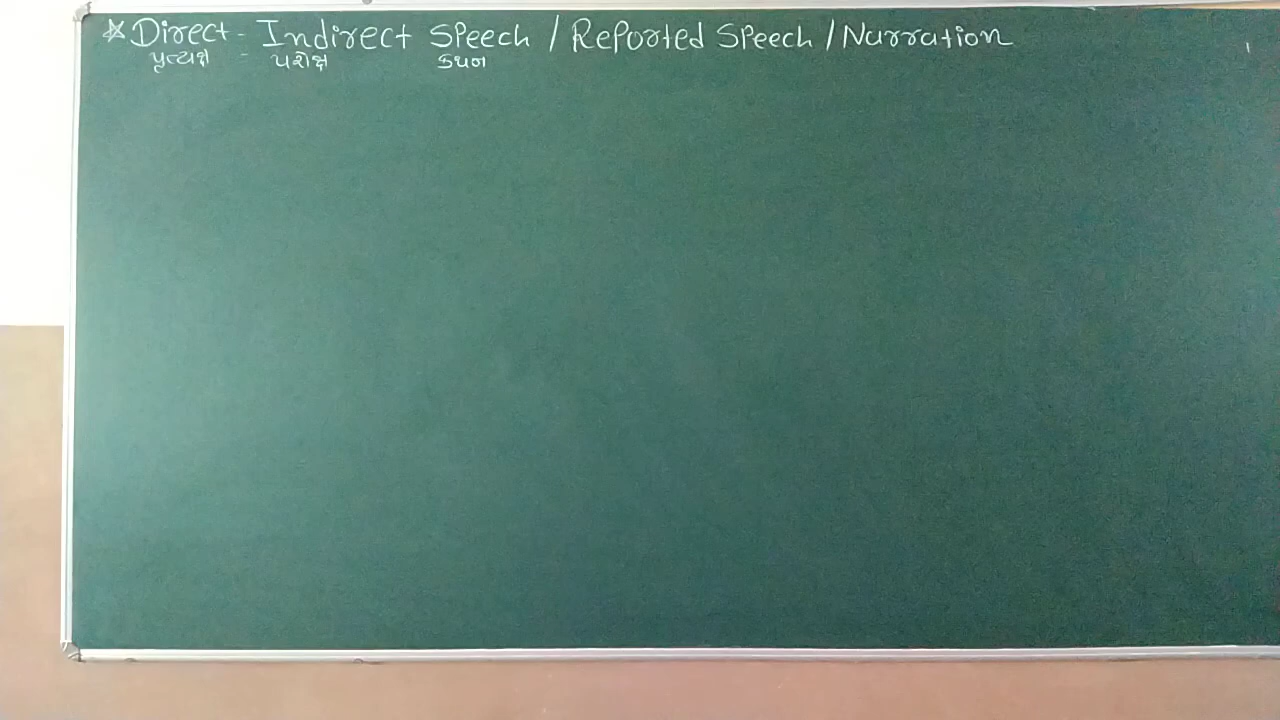 ☆ Direct - Indirect Speech / Reported Speech / Narration
પ્રત્યક્ષ - પરોક્ષ કથન